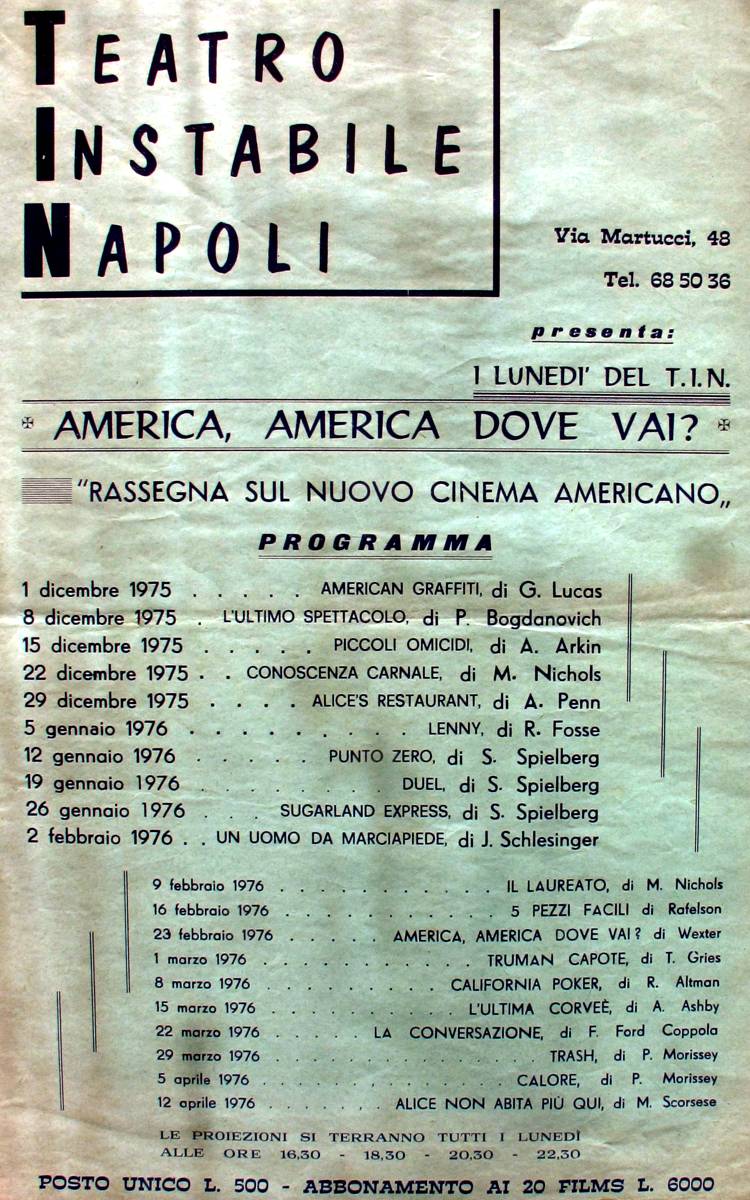 TEATRO
INSTABILE
NAPOLI
Via Martucci, 48
Tel. 68 50 36
presenta:
I LUNEDI' DEL T.I.N.
AMERICA, AMERICA DOVE VAI?
"RASSEGNA SUL NUOVO CINEMA AMERICANO„
PROGRAMMA
1 dicembre 1975 . . . . . AMERICAN GRAFFITI, di G. Lucas
8 dicembre 1975 . L'ULTIMO SPETTACOLO, di P. Bogdanovich
15 dicembre 1975 . . . . . PICCOLI OMICIDI, di A. Arkin
22 dicembre 1975 . . CONOSCENZA CARNALE, di M. Nichols
29 dicembre 1975 . . . . ALICE'S RESTAURANT, di A. Penn
5 gennaio 1976 . . . . . . . . . LENNY, di R. Fosse
12 gennaio 1976 . . . . . . PUNTO ZERO, di S. Spielberg
19 gennaio 1976 . . . . . . . . DUEL, di S. Spielberg
26 gennaio 1976 . . . SUGARLAND EXPRESS, di S. Spielberg
2 febbraio 1976 . . UN UOMO DA MARCIAPIEDE, di J. Schlesinger
9 febbraio 1976 . . . . . . . . . . . IL LAUREATO, di M. Nichols
16 febbraio 1976 . . . . . . . . . . . 5 PEZZI FACILI di Rafelson
23 febbraio 1976 . . . . . AMERICA, AMERICA DOVE VAI? di Wexter
1 marzo 1976 . . . . . . . . . . TRUMAN CAPOTE, di T. Gries
8 marzo 1976 . . . . . . . . . CALIFORNIA POKER, di R. Altman
15 marzo 1976 . . . . . . . . . . L'ULTIMA CORVEÈ, di A. Ashby
22 marzo 1976 . . . . . LA CONVERSAZIONE, di F. Ford Coppola
29 marzo 1976 . . . . . . . . . . . . . TRASH, di P. Morissey
5 aprile 1976 . . . . . . . . . . . . CALORE, di P. Morissey
12 aprile 1976 . . . . . . ALICE NON ABITA PIÙ QUI, di M. Scorsese
LE PROIEZIONI SI TERRANNO TUTTI I LUNEDÌ
ALLE ORE 16,30 - 18,30 - 20,30 - 22,30
POSTO UNICO L. 500 - ABBONAMENTO AI 20 FILMS L. 6000